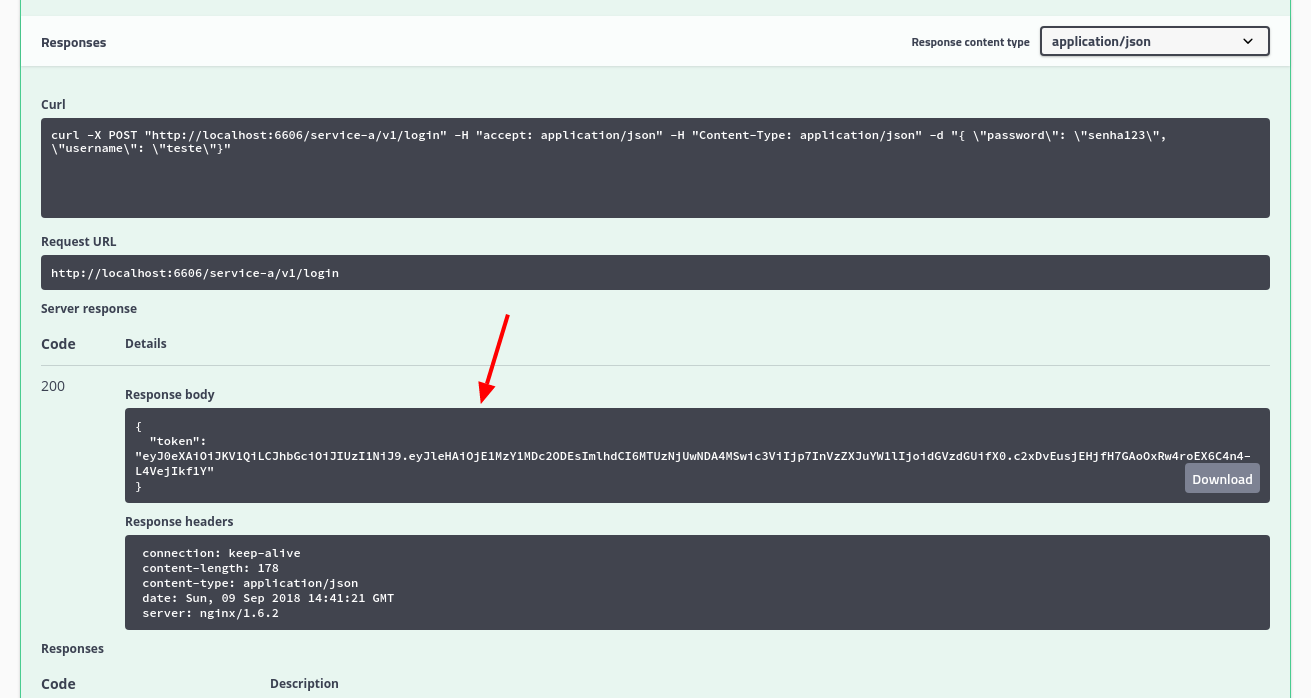 Responses
Response content type
application/json
Curl
curl -X POST "http://localhost:6606/service-a/v1/login" -H "accept: application/json" -H "Content-Type: application/json" -d "{ \"password\": \"senha123\",
\"username\": \"teste\"}"
Request URL
http://localhost:6606/service-a/v1/login
Server response
Code Details
200
Response body
{
"token":
"eyJ0eXAiOiJKV1QiLCJhbGciOiJIUzI1NiJ9.eyJleHAiOjE1MzY1MDc2ODEsImlhdCI6MTUzNjUwNDA4MSwic3ViIjp7InVzZXJuYW1lIjoidGVzdGUifX0.c2xDvEusjEHjfH7GAoOxRw4roEX6C4n4-
L4VejIkf1Y"
}
Download
Response headers
connection: keep-alive
content-length: 178
content-type: application/json
date: Sun, 09 Sep 2018 14:41:21 GMT
server: nginx/1.6.2
Responses
Code Description